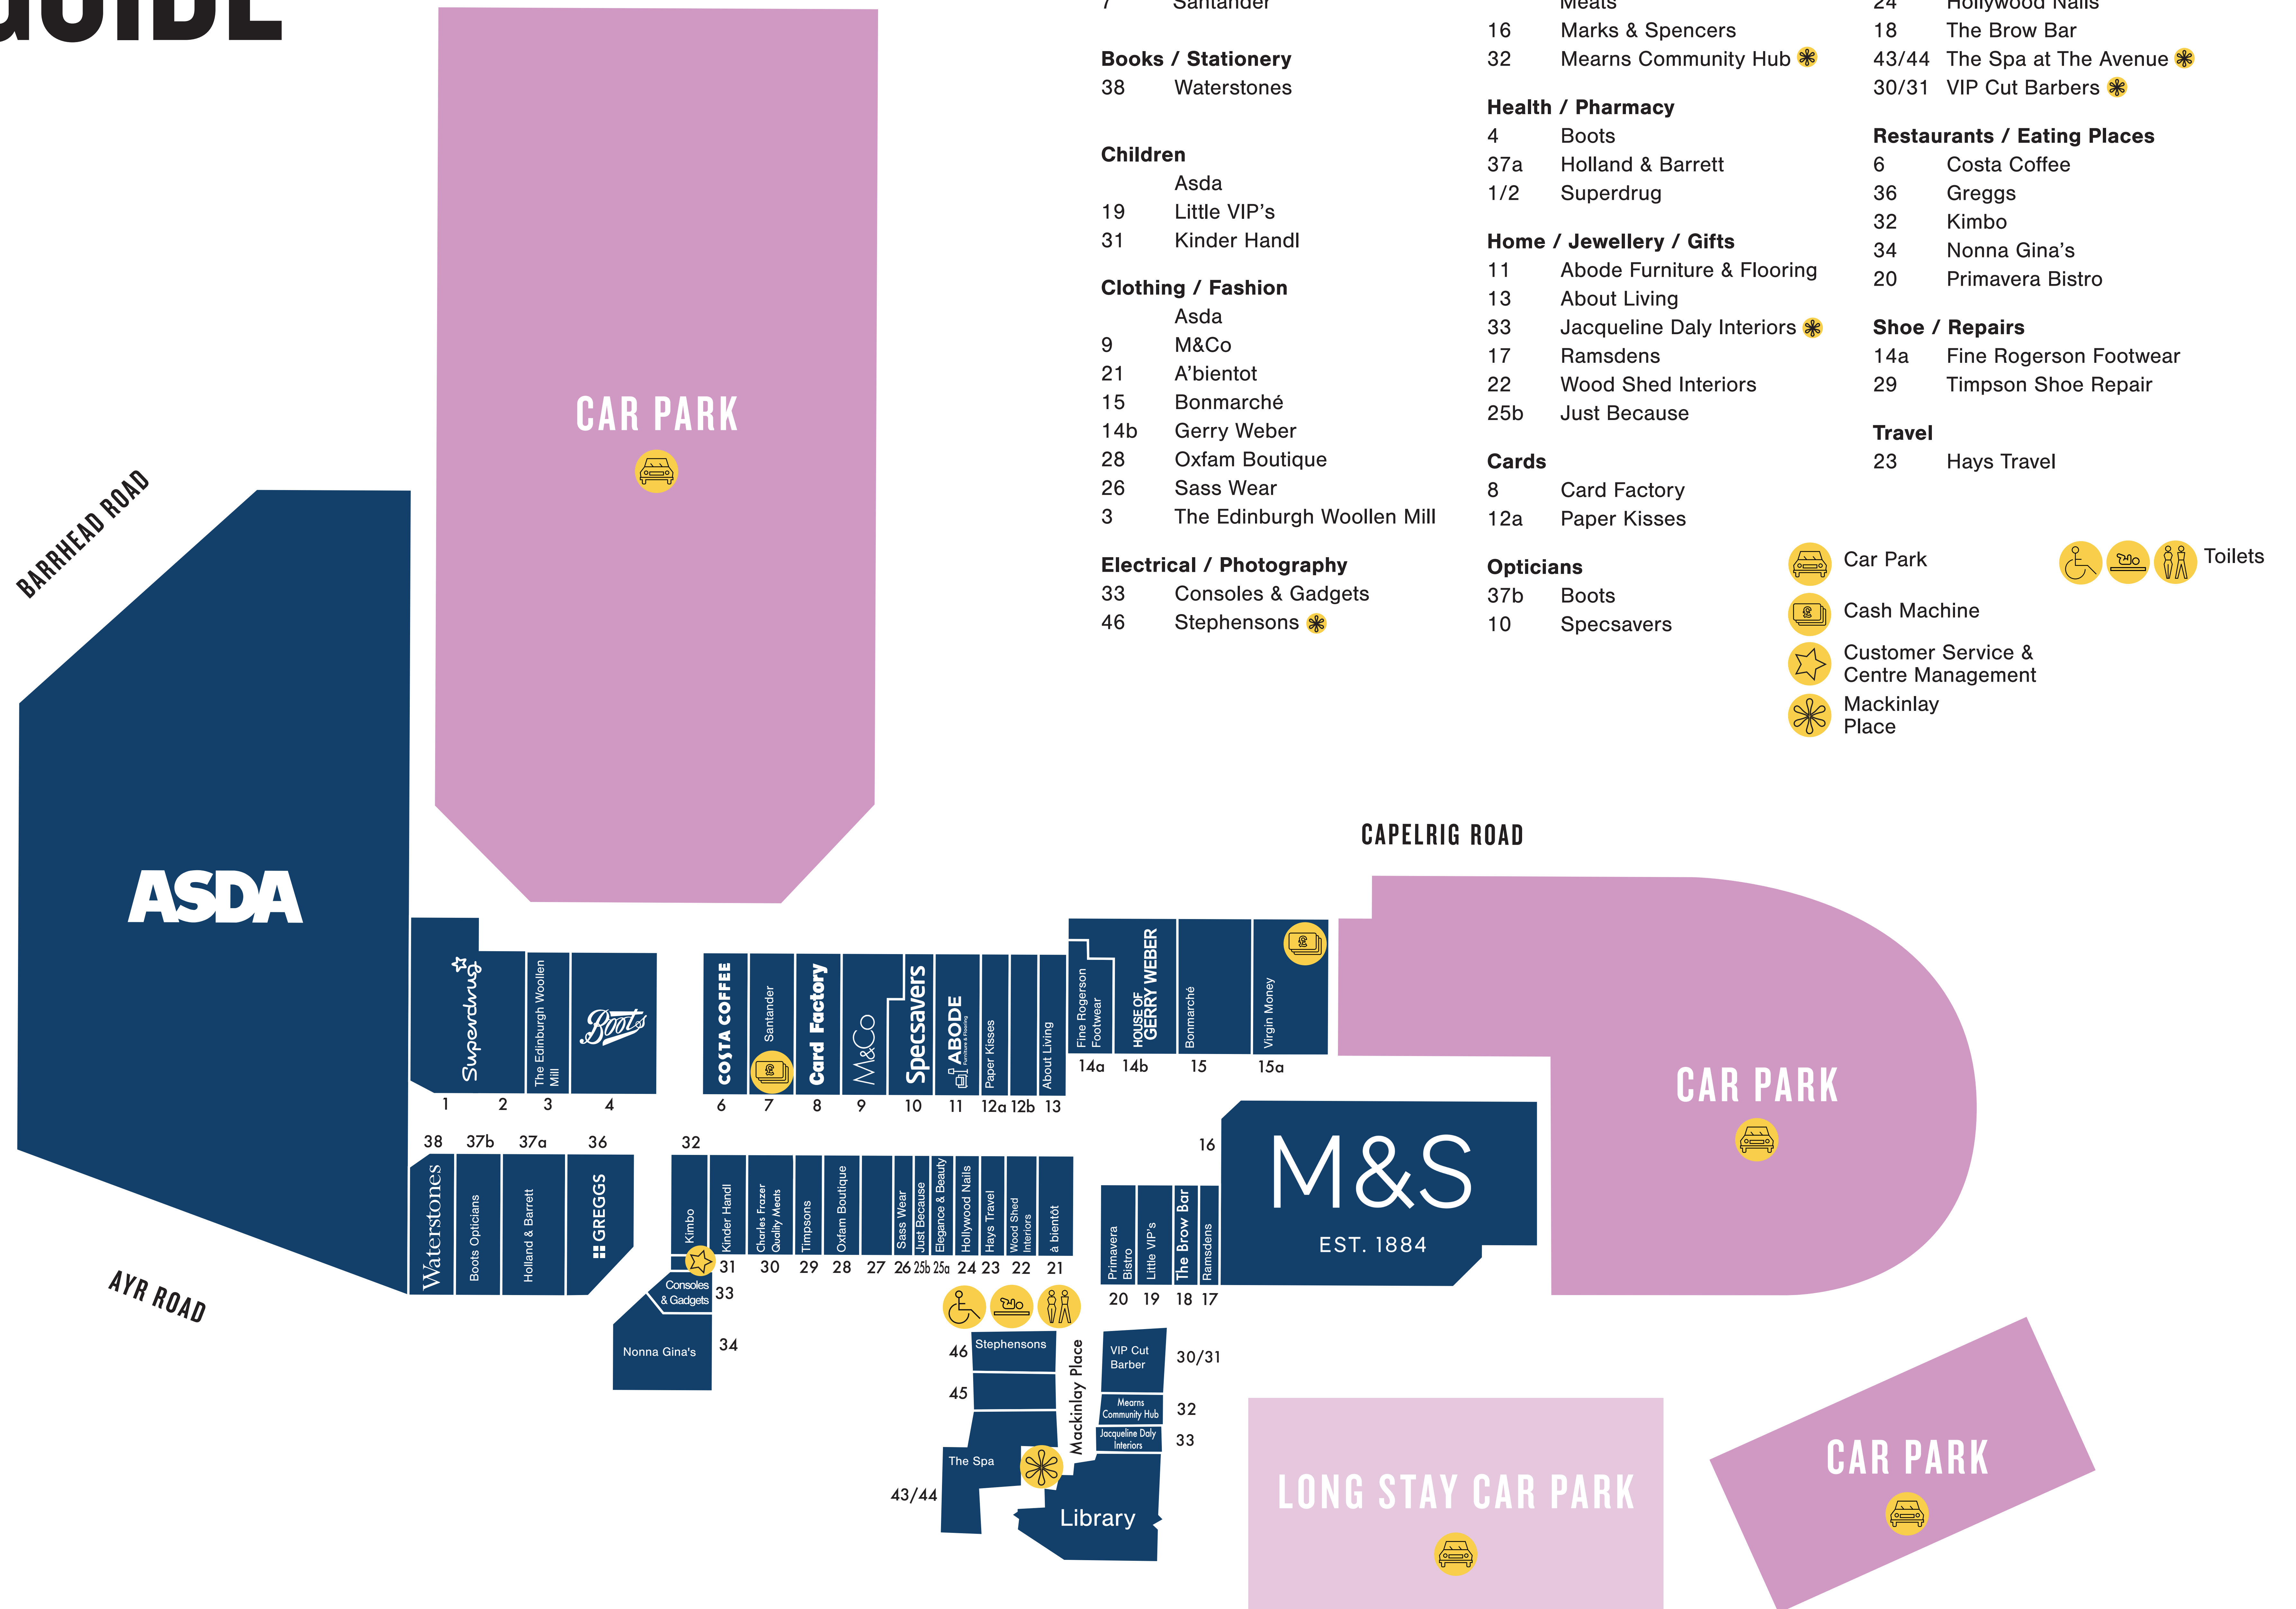 GUIDE
7 Santander
Books / Stationery
38 Waterstones
Children
Asda
19 Little VIP's
31 Kinder Handl
Clothing / Fashion
Asda
9 M&Co
21 A'bientot
15 Bonmarché
14b Gerry Weber
28 Oxfam Boutique
26 Sass Wear
3 The Edinburgh Woollen Mill
Electrical / Photography
33 Consoles & Gadgets
46 Stephensons
Meats
16 Marks & Spencers
32 Mearns Community Hub
Health / Pharmacy
4 Boots
37a Holland & Barrett
1/2 Superdrug
Home / Jewellery / Gifts
11 Abode Furniture & Flooring
13 About Living
33 Jacqueline Daly Interiors
17 Ramsdens
22 Wood Shed Interiors
25b Just Because
Cards
8 Card Factory
12a Paper Kisses
Opticians
37b Boots
10 Specsavers
24 Hollywood Nails
18 The Brow Bar
43/44 The Spa at The Avenue
30/31 VIP Cut Barbers
Restaurants / Eating Places
6 Costa Coffee
36 Greggs
32 Kimbo
34 Nonna Gina's
20 Primavera Bistro
Shoe / Repairs
14a Fine Rogerson Footwear
29 Timpson Shoe Repair
Travel
23 Hays Travel
Car Park
Toilets
£
Cash Machine
Customer Service &
Centre Management
Mackinlay
Place
CAR PARK
BARRHEAD ROAD
ASDA
AYR ROAD
CAPELRIG ROAD
Superdrug
The Edinburgh Woollen
Mill
Boots
COSTA COFFEE
Santander
£
Card Factory
M&Co
Specsavers
ABODE
Furniture & Flooring
Paper Kisses
About Living
Fine Rogerson
Footwear
HOUSE OF
GERRY WEBER
Bonmarché
Virgin Money
£
14a 14b 15 15a
1 2 3 4 6 7 8 9 10 11 12a 12b 13
CAR PARK
38 37b 37a 36 32 16
Waterstones
Boots Opticians
Holland & Barrett
GREGGS
Kimbo
Kinder Handl
Charles Frazer
Quality Meats
Timpsons
Oxfam Boutique
Sass Wear
Just Because
Elegance & Beauty
Hollywood Nails
Hays Travel
Wood Shed
Interiors
à bientôt
Primavera
Bistro
Little VIP's
The Brow Bar
Ramsdens
M&S
EST. 1884
31 30 29 28 27 26 25b 25a 24 23 22 21
20 19 18 17
Consoles
& Gadgets
33
Nonna Gina's
34
46 Stephensons
45
Mackinlay Place
VIP Cut
Barber
30/31
Mearns
Community Hub
32
Jacqueline Daly
Interiors
33
The Spa
43/44
Library
LONG STAY CAR PARK
CAR PARK